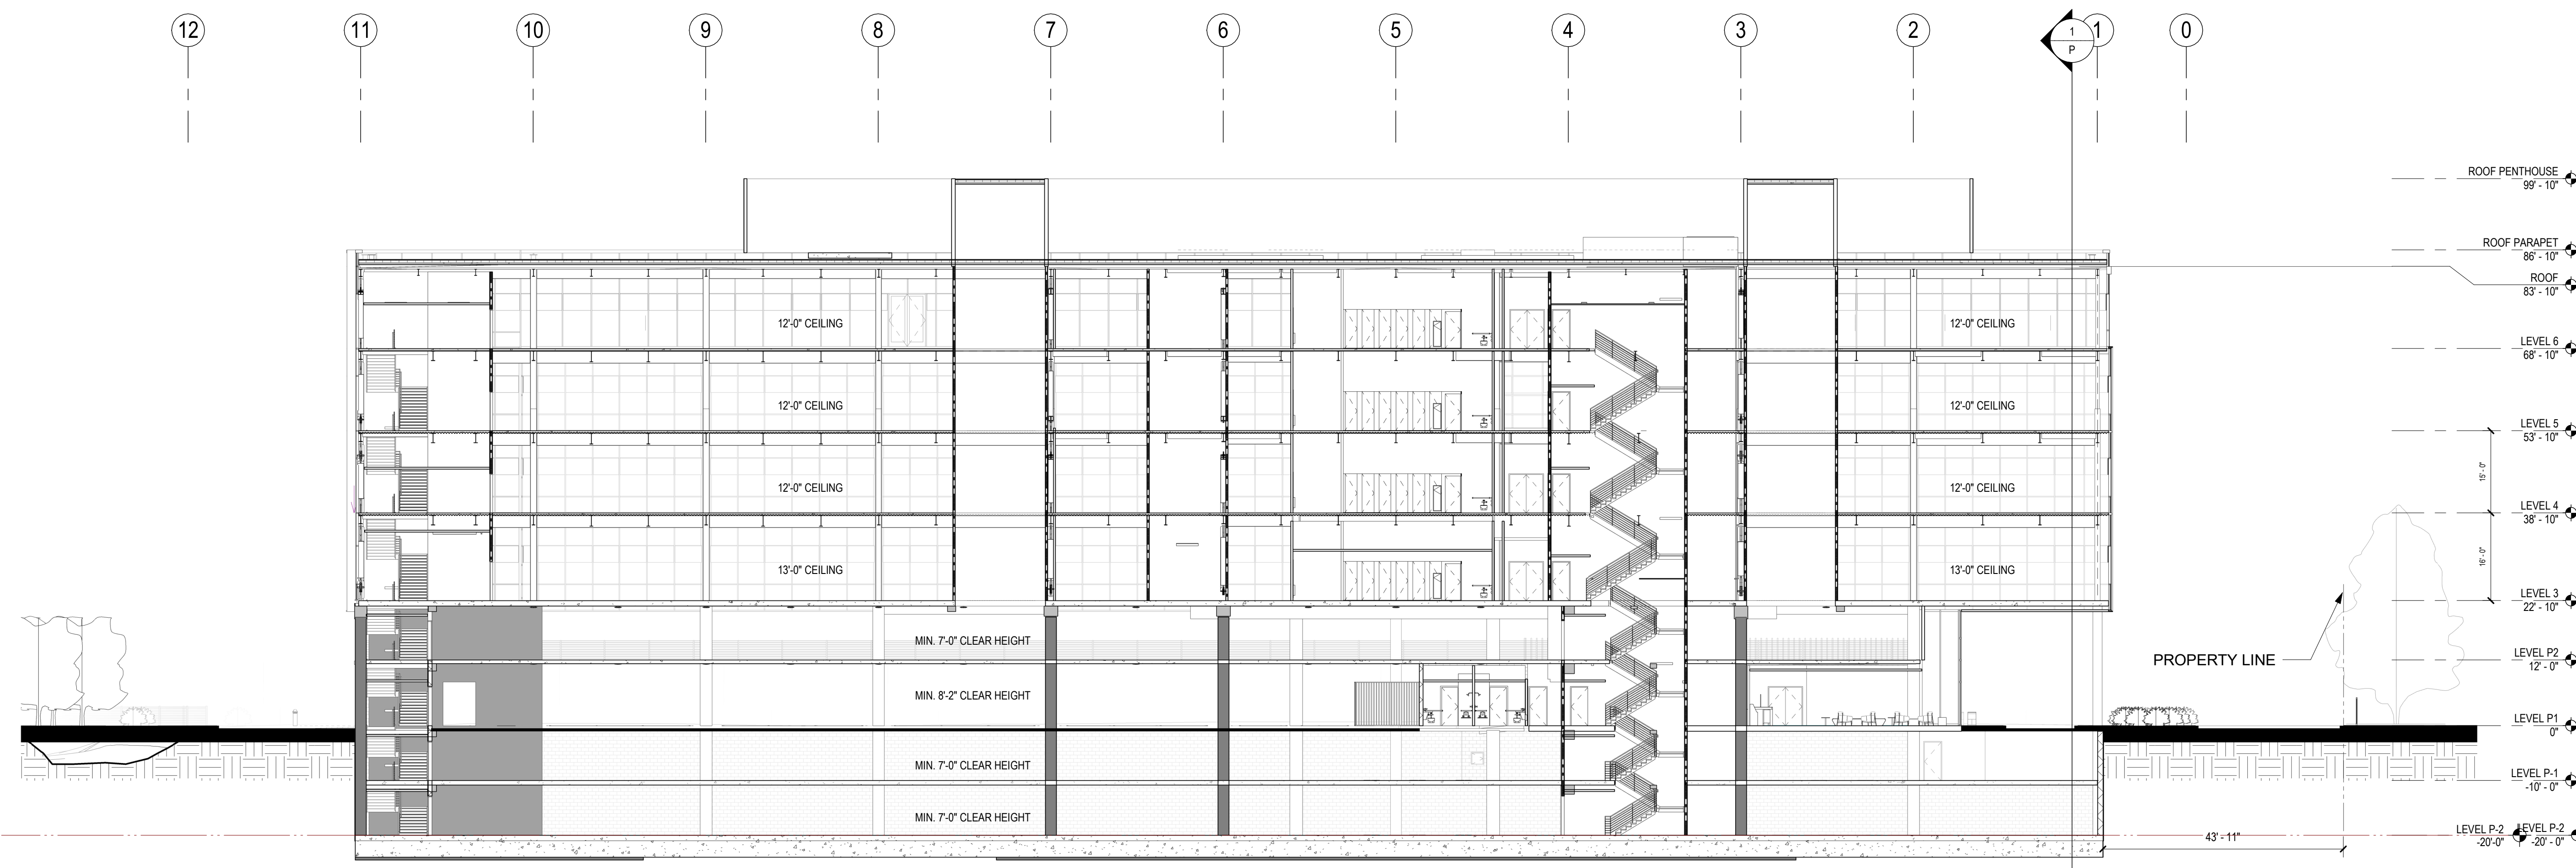 12
11
10
9
8
7
6
5
4
3
2
1
P
1
0
ROOF PENTHOUSE
99' - 10"
ROOF PARAPET
86' - 10"
ROOF
83' - 10"
12'-0" CEILING
12'-0" CEILING
LEVEL 6
68' - 10"
12'-0" CEILING
12'-0" CEILING
LEVEL 5
53' - 10"
15' - 0"
12'-0" CEILING
12'-0" CEILING
LEVEL 4
38' - 10"
16' - 0"
13'-0" CEILING
13'-0" CEILING
LEVEL 3
22' - 10"
MIN. 7'-0" CLEAR HEIGHT
PROPERTY LINE
LEVEL P2
12' - 0"
MIN. 8'-2" CLEAR HEIGHT
LEVEL P1
0"
MIN. 7'-0" CLEAR HEIGHT
LEVEL P-1
-10' - 0"
MIN. 7'-0" CLEAR HEIGHT
43' - 11"
LEVEL P-2
-20'-0"
LEVEL P-2
-20' - 0"